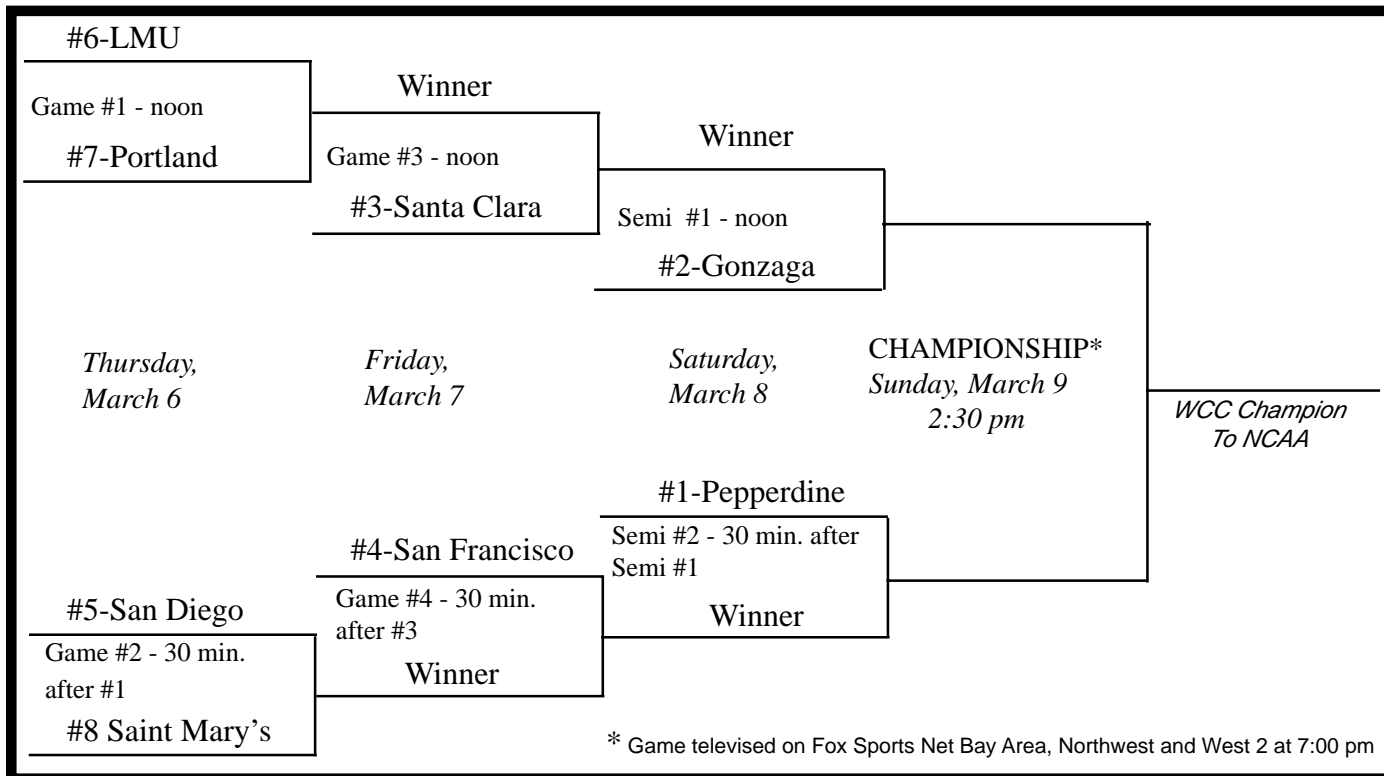 #6-LMU
Game #1 - noon
#7-Portland
Winner
Game #3 - noon
#3-Santa Clara
Winner
Semi #1 - noon
#2-Gonzaga
Thursday,
March 6
Friday,
March 7
Saturday,
March 8
CHAMPIONSHIP*
Sunday, March 9
2:30 pm
WCC Champion
To NCAA
#1-Pepperdine
Semi #2 - 30 min. after
Semi #1
Winner
#4-San Francisco
Game #4 - 30 min.
after #3
Winner
#5-San Diego
Game #2 - 30 min.
after #1
#8 Saint Mary’s
* Game televised on Fox Sports Net Bay Area, Northwest and West 2 at 7:00 pm